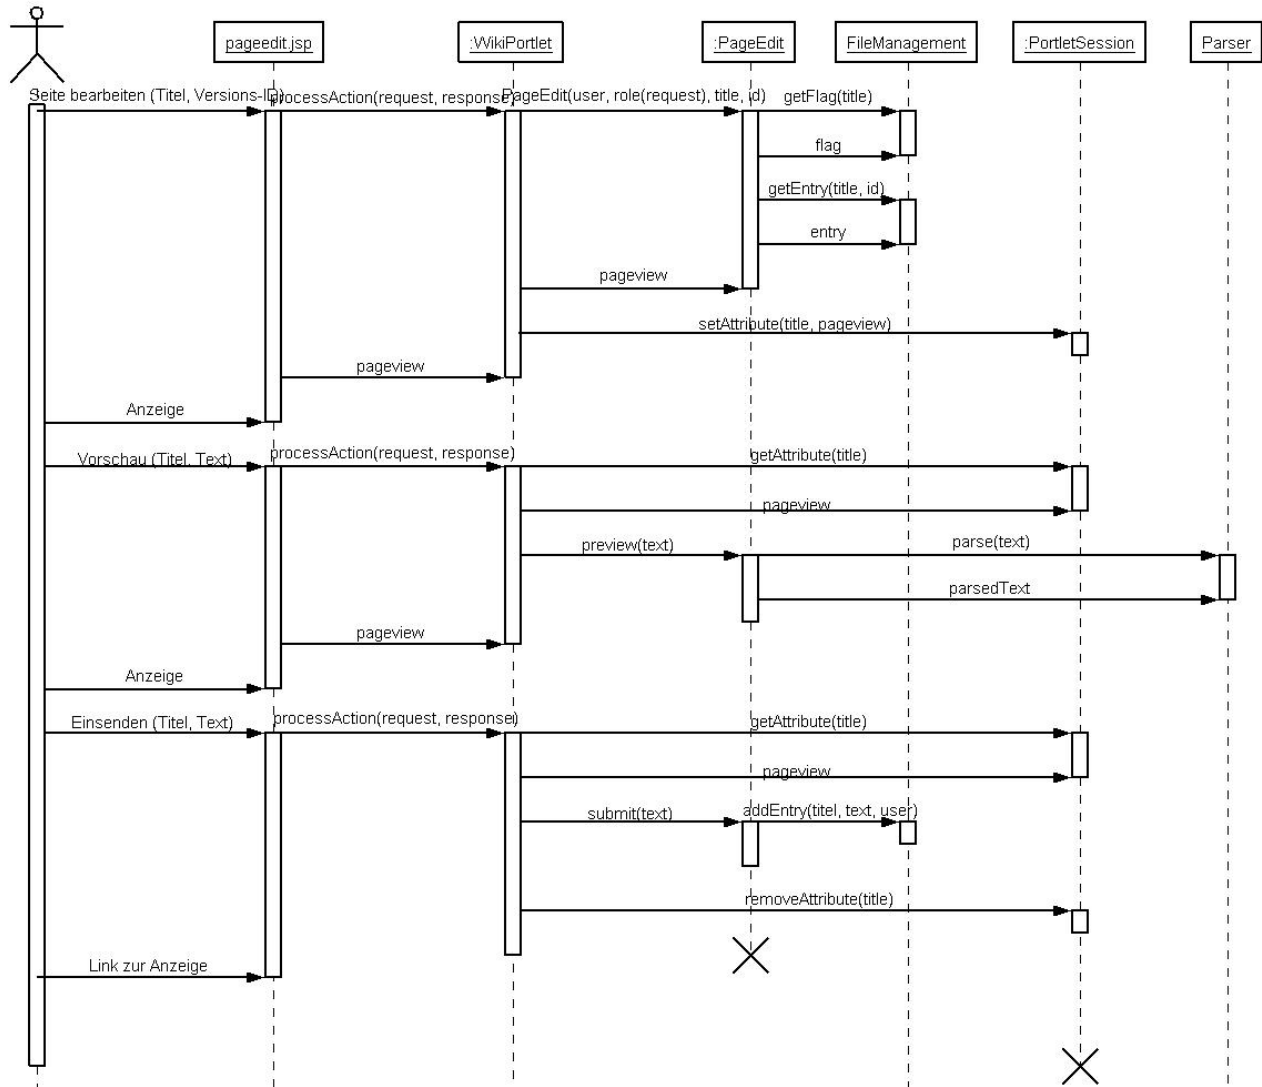 pageedit.jsp
:WikiPortlet
:PageEdit
FileManagement
:PortletSession
Parser
Seite bearbeiten (Titel, Versions-ID)
processAction(request, response)
PageEdit(user, role(request), title, id)
getFlag(title)
flag
getEntry(title, id)
entry
pageview
setAttribute(title, pageview)
pageview
Anzeige
Vorschau (Titel, Text)
processAction(request, response)
getAttribute(title)
pageview
preview(text)
parse(text)
parsedText
pageview
Anzeige
Einsenden (Titel, Text)
processAction(request, response)
getAttribute(title)
pageview
submit(text)
addEntry(titel, text, user)
removeAttribute(title)
Link zur Anzeige